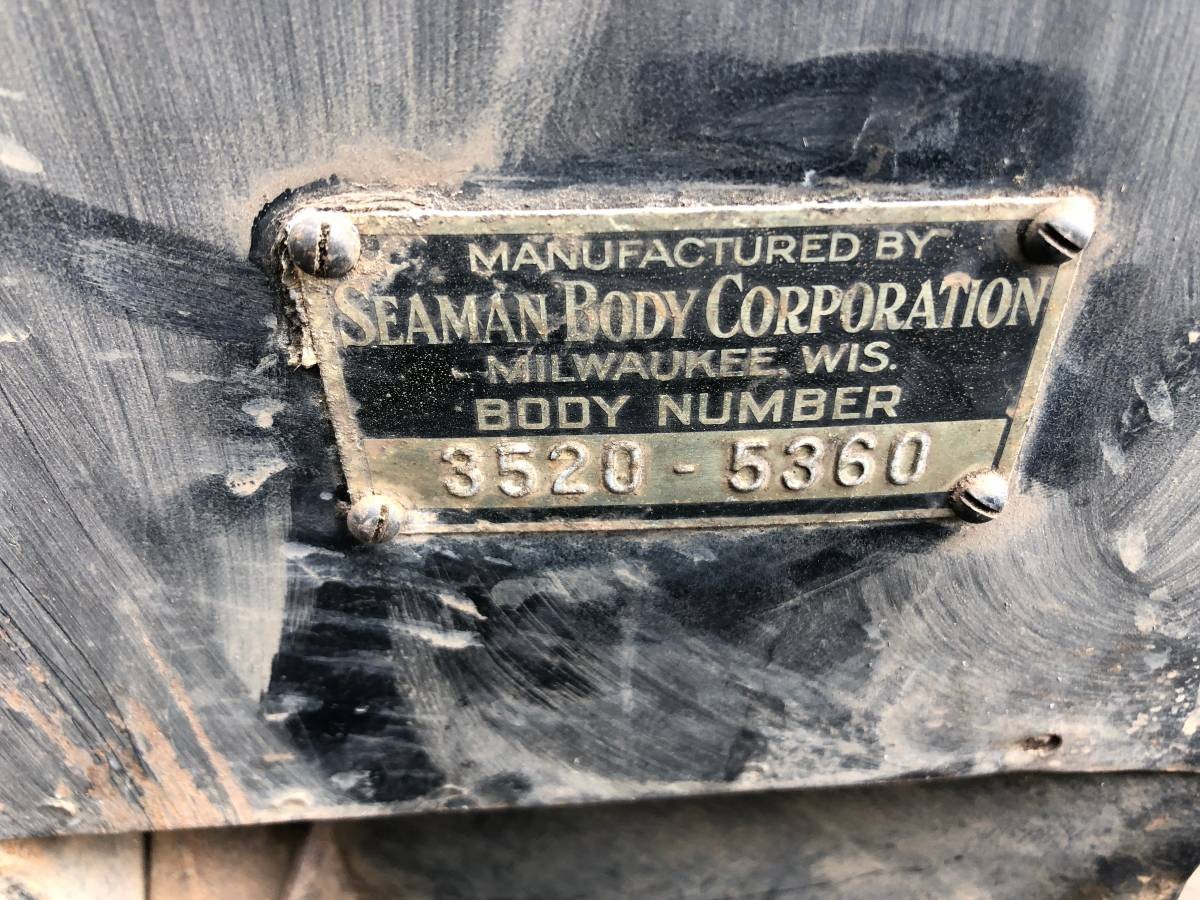 MANUFACTURED BY
SEAMAN BODY CORPORATION
MILWAUKEE, WIS.
BODY NUMBER
3520 - 5360